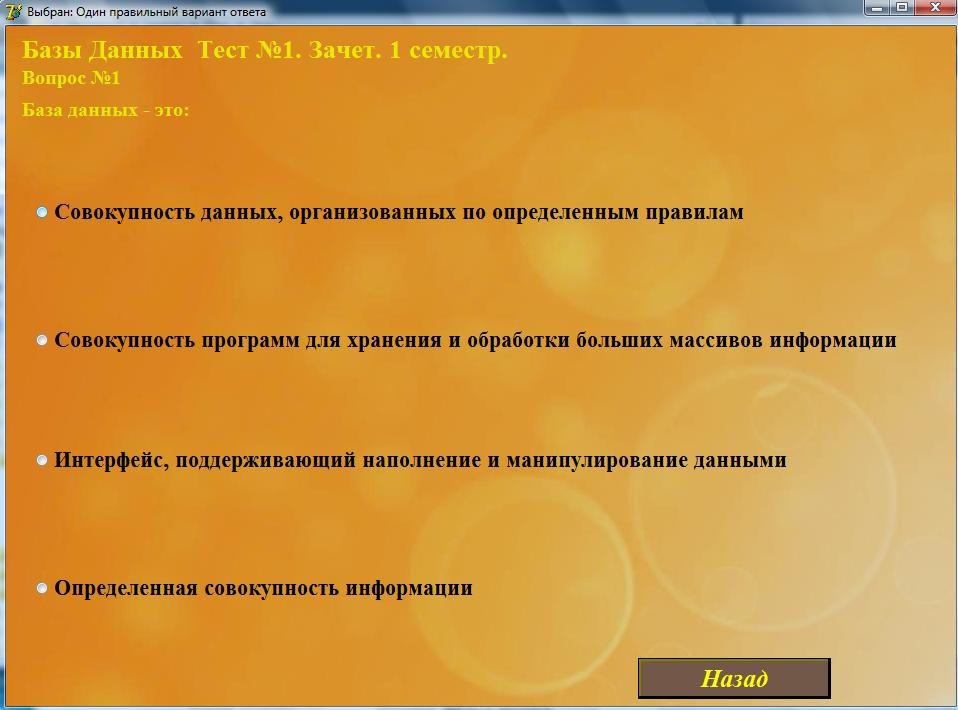 Выбран: Один правильный вариант ответа
Базы Данных Тест №1. Зачет. 1 семестр.
Вопрос №1
База данных - это:
Совокупность данных, организованных по определенным правилам
Совокупность программ для хранения и обработки больших массивов информации
Интерфейс, поддерживающий наполнение и манипулирование данными
Определенная совокупность информации
Назад